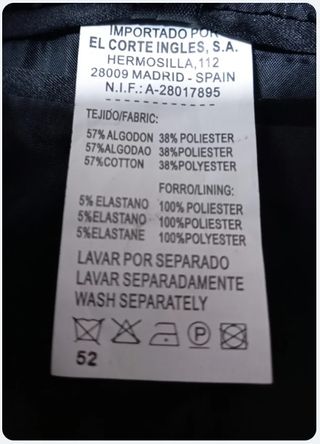 IMPORTADO POR
EL CORTE INGLES, S.A.
HERMOSILLA,112
28009 MADRID - SPAIN
N.I.F.: A-28017895
TEJIDO/FABRIC:
57%ALGODON 38%POLIESTER
57%ALGODAO 38%POLIESTER
57%COTTON 38%POLYESTER
FORRO/LINING:
5%ELASTANO 100%POLIESTER
5%ELASTANO 100%POLIESTER
5%ELASTANE 100%POLYESTER
LAVAR POR SEPARADO
LAVAR SEPARADAMENTE
WASH SEPARATELY
P
52